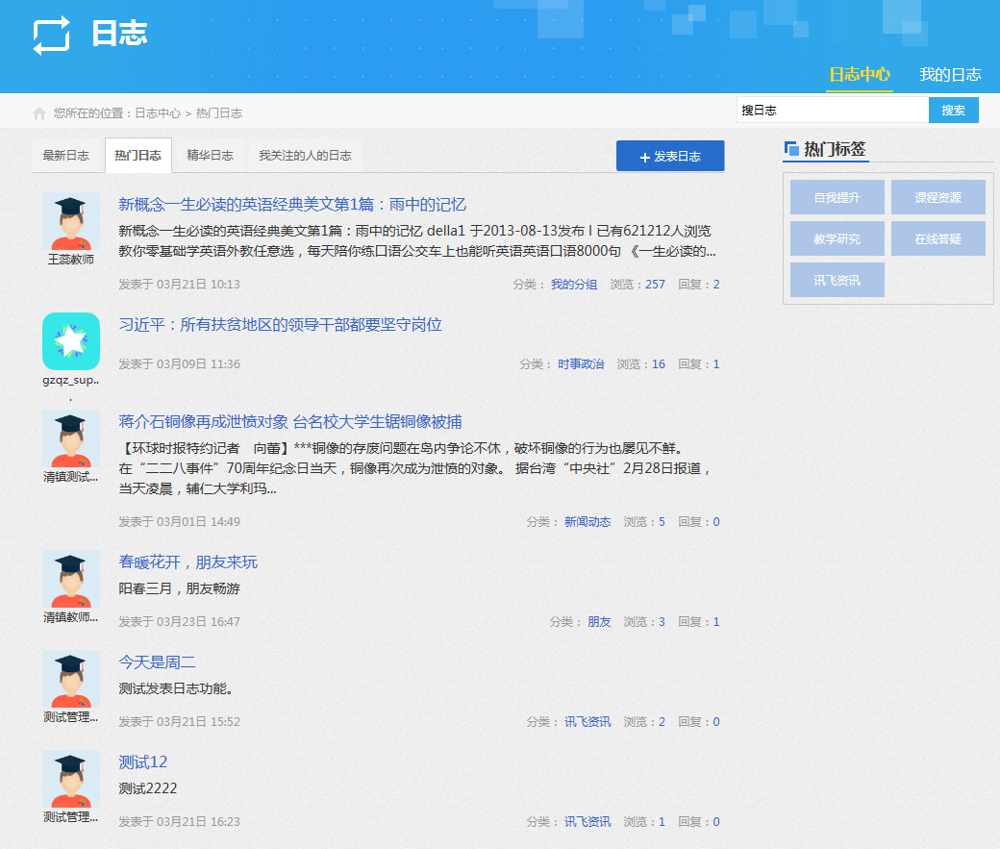 日志
日志中心 我的日志
您所在的位置：日志中心 > 热门日志
搜日志 搜索
最新日志 热门日志 精华日志 我关注的人的日志
+ 发表日志
热门标签
自我提升 课程资源
教学研究 在线答疑
讯飞资讯
新概念一生必读的英语经典美文第1篇：雨中的记忆
新概念一生必读的英语经典美文第1篇：雨中的记忆 della1 于2013-08-13发布 l 已有621212人浏览
教你零基础学英语外教任意选，每天陪你练口语公交车上也能听英语英语口语8000句 《一生必读的...
王蕊教师
发表于 03月21日 10:13 分类： 我的分组 浏览：257 回复：2
习近平：所有扶贫地区的领导干部都要坚守岗位
发表于 03月09日 11:36 分类： 时事政治 浏览：16 回复：1
gzqz_sup..
.
蒋介石铜像再成泄愤对象 台名校大学生锯铜像被捕
【环球时报特约记者　向蕾】***铜像的存废问题在岛内争论不休，破坏铜像的行为也屡见不鲜。
在“二二八事件”70周年纪念日当天，铜像再次成为泄愤的对象。 据台湾“中央社”2月28日报道，
当天凌晨，辅仁大学利玛...
清镇测试...
发表于 03月01日 14:49 分类： 新闻动态 浏览：5 回复：0
春暖花开，朋友来玩
阳春三月，朋友畅游
清镇教师...
发表于 03月23日 16:47 分类： 朋友 浏览：3 回复：1
今天是周二
测试发表日志功能。
测试管理...
发表于 03月21日 15:52 分类： 讯飞资讯 浏览：2 回复：0
测试12
测试2222
测试管理...
发表于 03月21日 16:23 分类： 讯飞资讯 浏览：1 回复：0